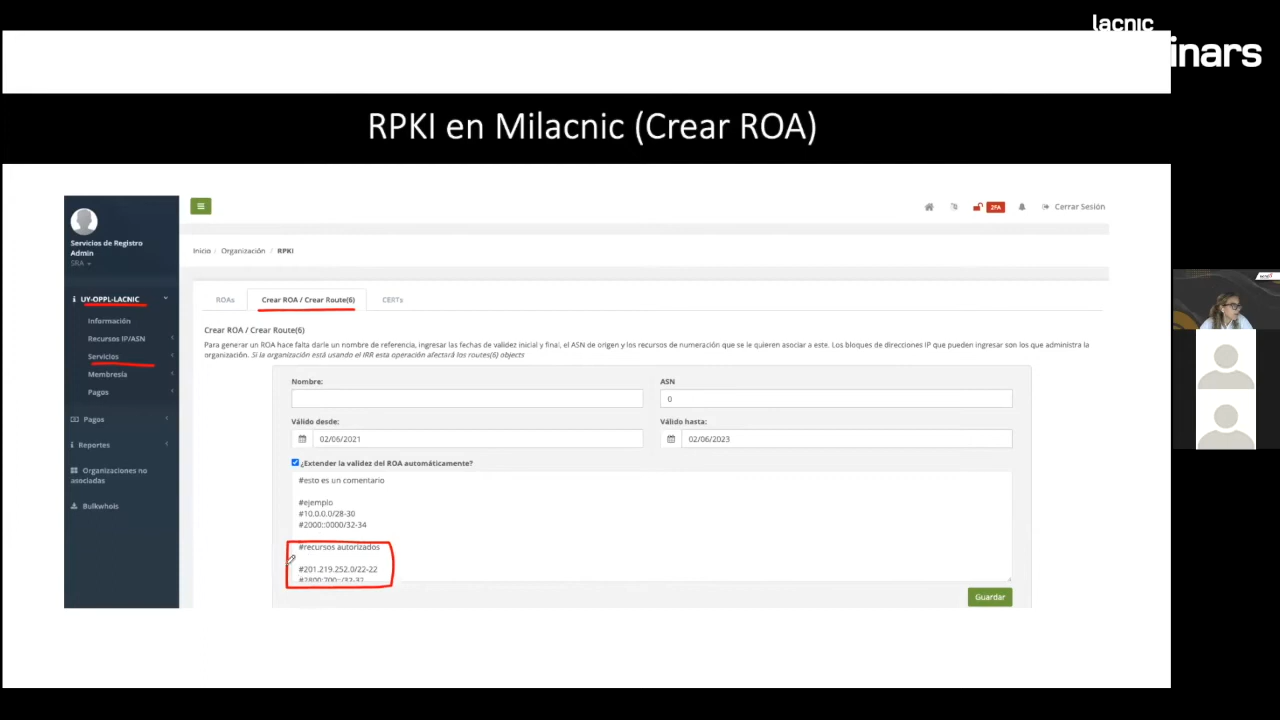 lacnic
inars
RPKI en Milacnic (Crear ROA)
Servicios de Registro
Admin
SRA
UY-OPPL-LACNIC
Información
Recursos IP/ASN
Servicios
Membresía
Pagos
Pagos
Reportes
Organizaciones no
asociadas
Bulkwhois
2FA
Cerrar Sesión
Inicio / Organización / RPKI
ROAs Crear ROA / Crear Route(6) CERTs
Crear ROA / Crear Route(6)
Para generar un ROA hace falta darle un nombre de referencia, ingresar las fechas de validez inicial y final, el ASN de origen y los recursos de numeración que se le quieren asociar a este. Los bloques de direcciones IP que pueden ingresar son los que administra la
organización. Si la organización está usando el IRR esta operación afectará los routes(6) objects
Nombre: ASN
0
Válido desde: Válido hasta:
02/06/2021 02/06/2023
¿Extender la validez del ROA automáticamente?
#esto es un comentario
#ejemplo
#10.0.0.0/28-30
#2000::0000/32-34
#recursos autorizados
#201.219.252.0/22-22
#2800:700::/32-32
Guardar